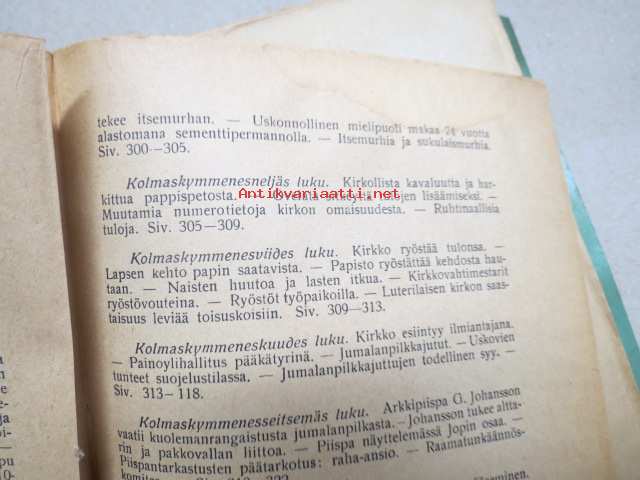 tekee itsemurhan. — Uskonnollinen mielipuoli makaa 24 vuotta
alastomana sementtipermannolla. — Itsemurhia ja sukulaismurhia.
Siv. 300—305.
Kolmaskymmenesneljäs luku. Kirkollista kavaluutta ja har-
kittua pappispetosta. lisäämiseksi. —
Antikvariaatti.net
Muutamia numerotietoja kirkon omaisuudesta. — Ruhtmaallisia
tuloja. Siv. 305—309.
Kolmaskymmenesviides luku. Kirkko ryöstää tulonsa. —
Lapsen kehto papin saatavista. — Papisto ryöstättää kehdosta hau-
taan. — Naisten huutoa ja lasten itkua. — Kirkkovahtimestarit
ryöstövouteina. — Ryöstöt työpaikoilla. — Luterilaisen kirkon saas-
taisuus leviää toisuskoisiin. Siv. 309—313.
Kolmaskymmeneskuudes luku. Kirkko esiintyy ilmiantajana.
— Painoylihallitus pääkätyrinä. — Jumalanpilkkajutut. — Uskovien
tunteet suojelustilassa. — Jumalanpilkkajuttujen todellinen syy. —
Siv. 313—118.
Kolmaskymmenesseitsemäs luku. Arkkipiispa G. Johansson
vaatii kuolemanrangaistusta jumalanpilkasta. – Johansson tukee altta-
rin ja pakkovallan liittoa. — Piispa näyttelemässä Jopin osaa. —
Piispantarkastusten päätarkotus: raha-ansio. — Raamatunkäännös-